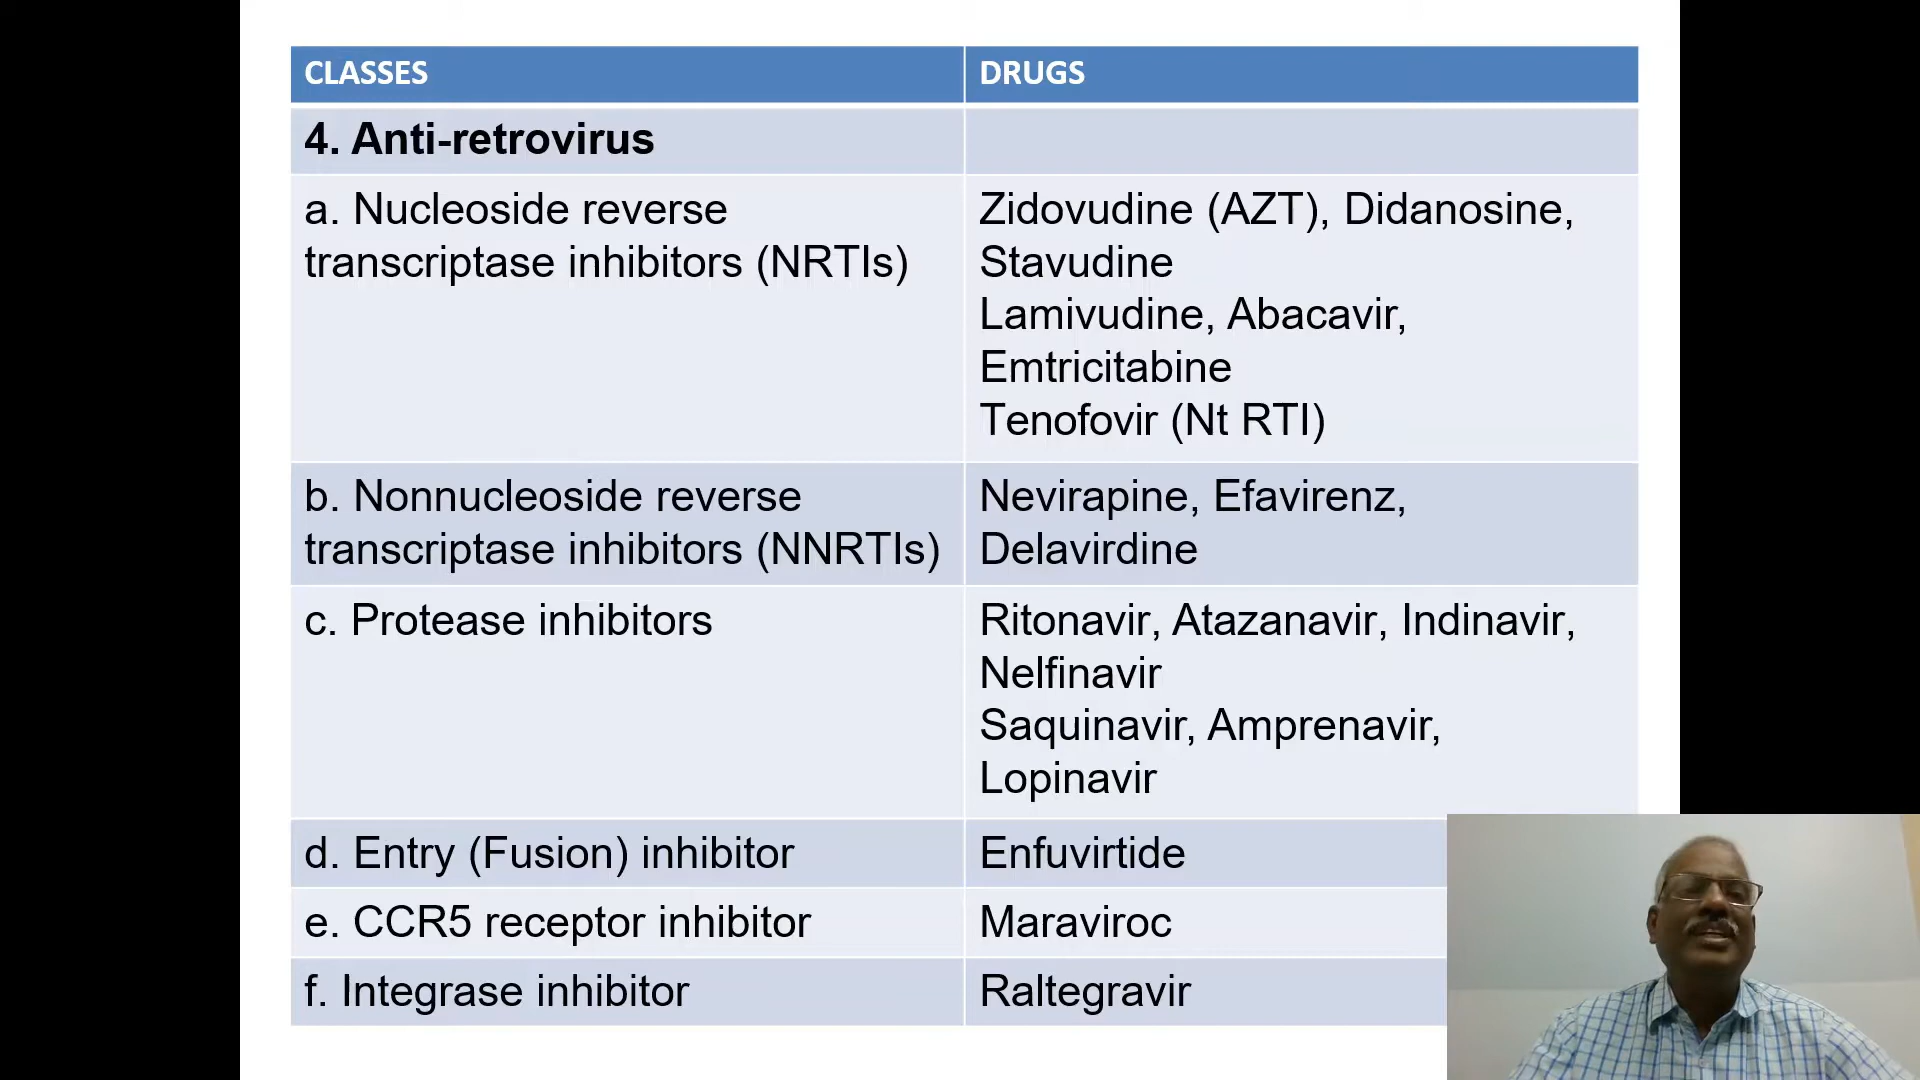 CLASSES
DRUGS
4. Anti-retrovirus
a. Nucleoside reverse
transcriptase inhibitors (NRTIs)
Zidovudine (AZT), Didanosine,
Stavudine
Lamivudine, Abacavir,
Emtricitabine
Tenofovir (Nt RTI)
b. Nonnucleoside reverse
transcriptase inhibitors (NNRTIs)
Nevirapine, Efavirenz,
Delavirdine
c. Protease inhibitors
Ritonavir, Atazanavir, Indinavir,
Nelfinavir
Saquinavir, Amprenavir,
Lopinavir
d. Entry (Fusion) inhibitor
Enfuvirtide
e. CCR5 receptor inhibitor
Maraviroc
f. Integrase inhibitor
Raltegravir